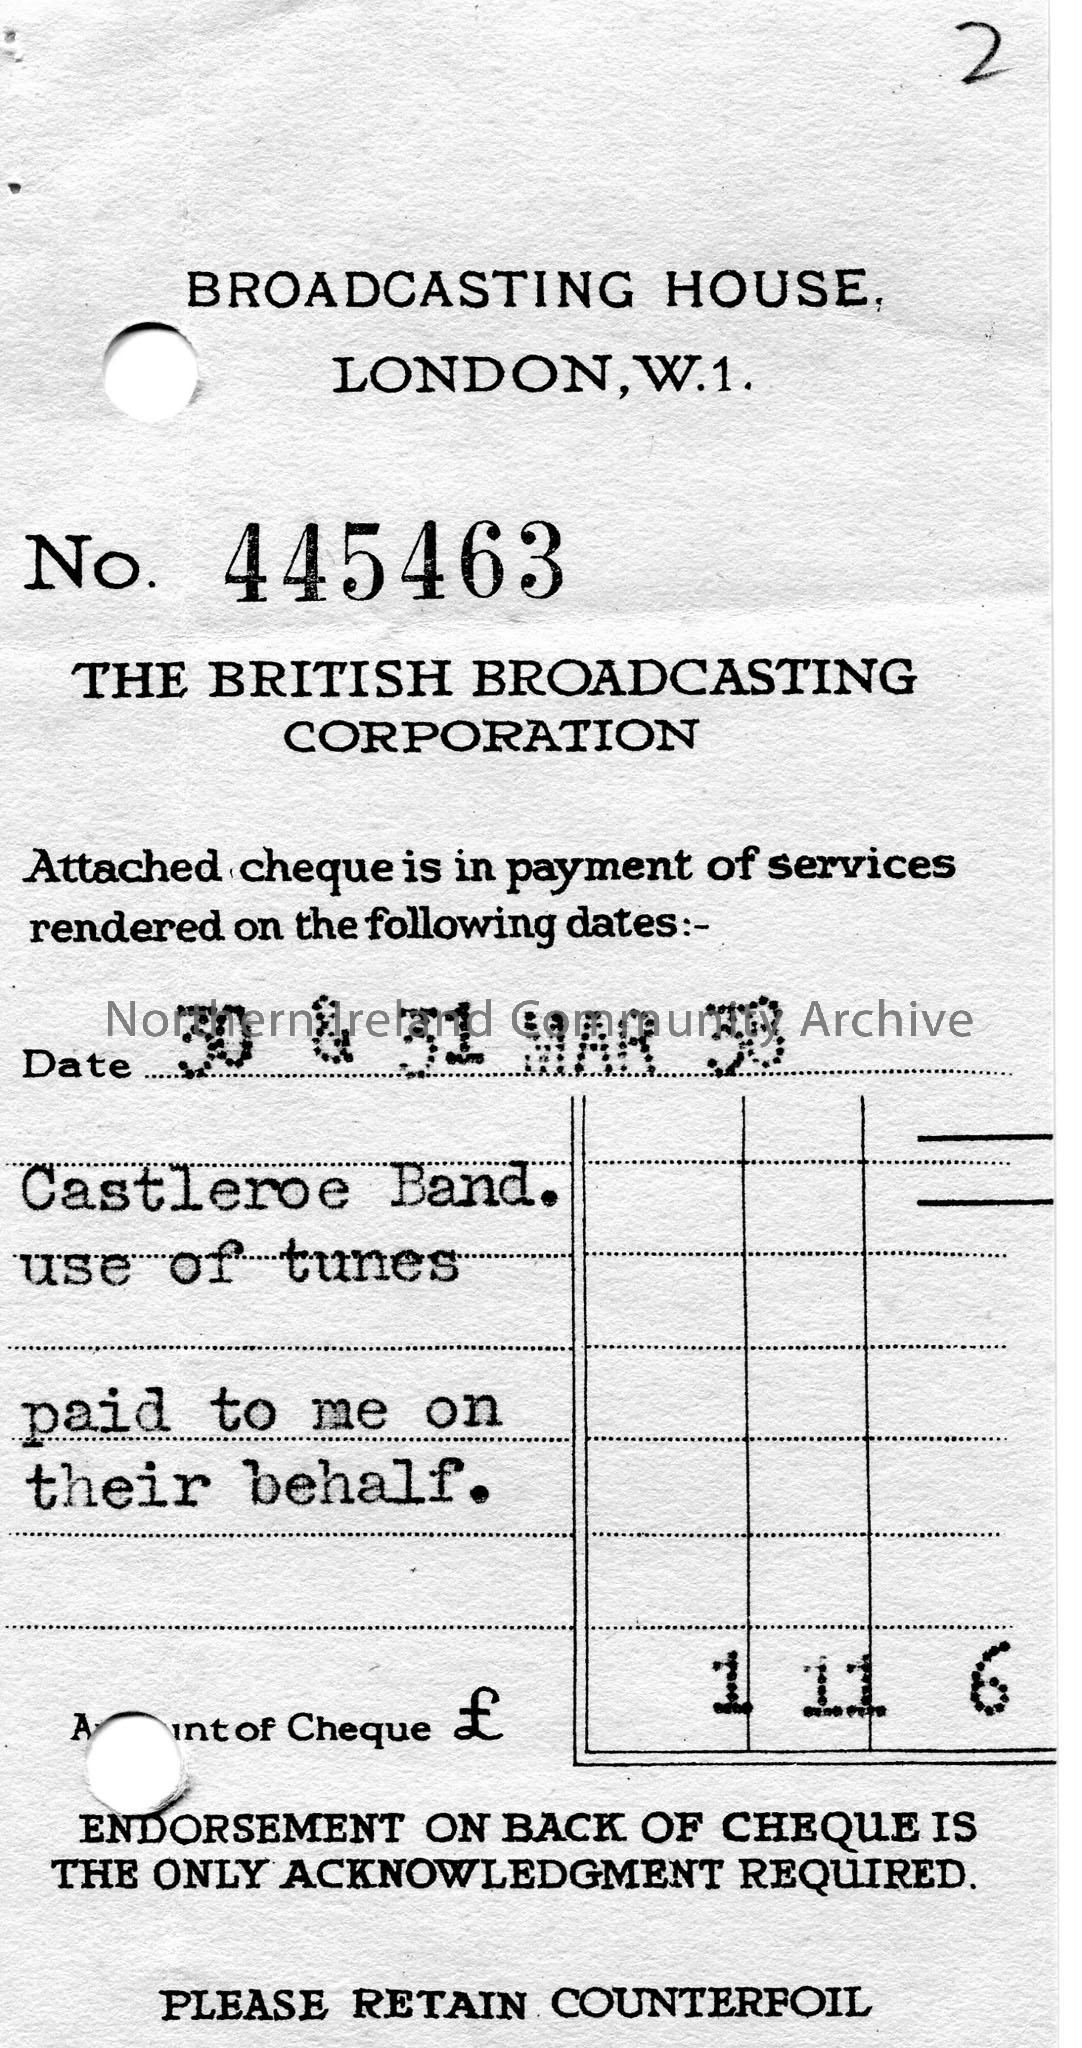 2
BROADCASTING HOUSE,
LONDON, W.1.
No. 445463
THE BRITISH BROADCASTING
CORPORATION
Attached cheque is in payment of services
rendered on the following dates:-
Northern Ireland Community Archive
Date 30 & 31 MAR 39
Castleroe Band.
use of tunes
paid to me on
their behalf.
Amount of Cheque £ 1 11 6
ENDORSEMENT ON BACK OF CHEQUE IS
THE ONLY ACKNOWLEDGMENT REQUIRED.
PLEASE RETAIN COUNTERFOIL